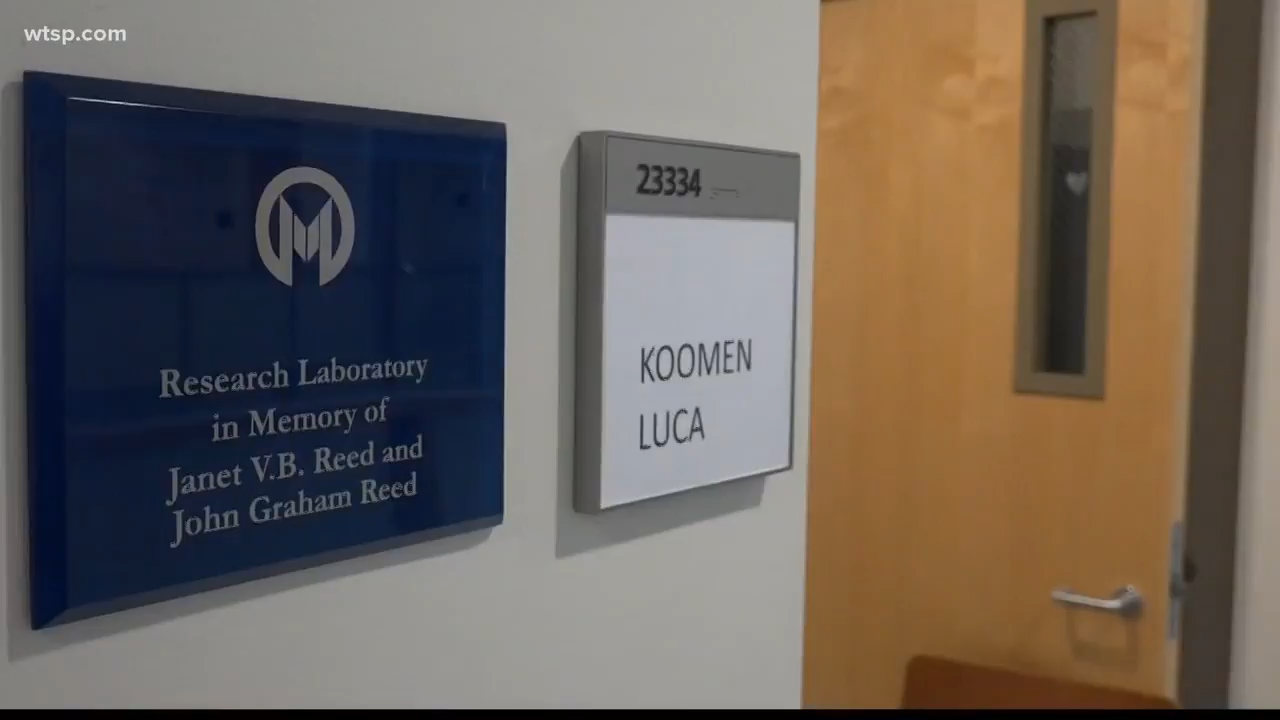 wtsp.com
Research Laboratory
in Memory of
Janet V.B. Reed and
John Graham Reed
23334
KOOMEN
LUCA